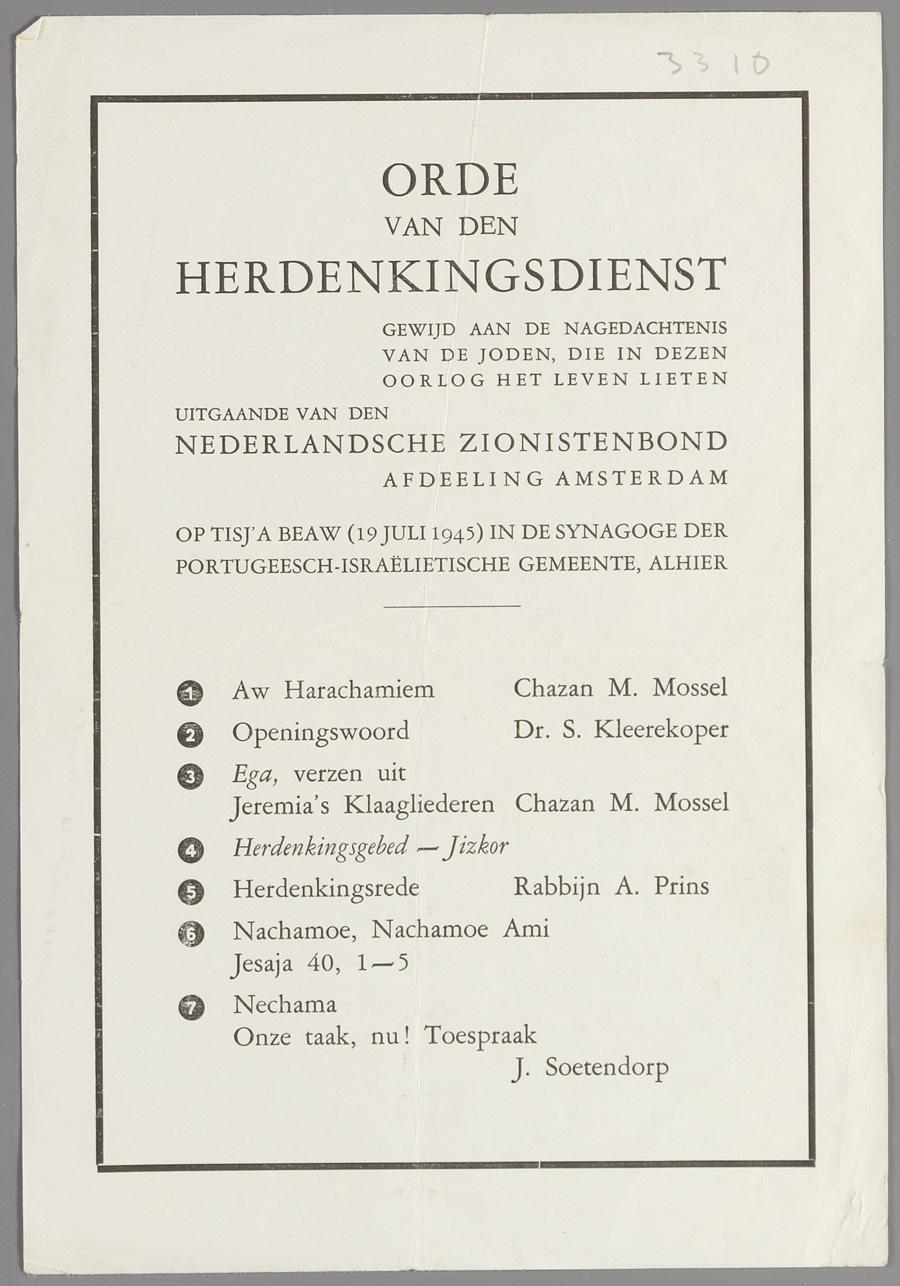 3310
ORDE
VAN DEN
HERDENKINGSDIENST
GEWIJD AAN DE NAGEDACHTENIS
VAN DE JODEN, DIE IN DEZEN
OORLOG HET LEVEN LIETEN
UITGAANDE VAN DEN
NEDERLANDSCHE ZIONISTENBOND
AFDEELING AMSTERDAM
OP TISJ'A BEAW (19 JULI 1945) IN DE SYNAGOGE DER
PORTUGEESCH-ISRAËLIETISCHE GEMEENTE, ALHIER
1 Aw Harachamiem Chazan M. Mossel
2 Openingswoord Dr. S. Kleerekoper
3 Ega, verzen uit
Jeremia's Klaagliederen Chazan M. Mossel
4 Herdenkingsgebed — Jizkor
5 Herdenkingsrede Rabbijn A. Prins
6 Nachamoe, Nachamoe Ami
Jesaja 40, 1—5
7 Nechama
Onze taak, nu! Toespraak
J. Soetendorp